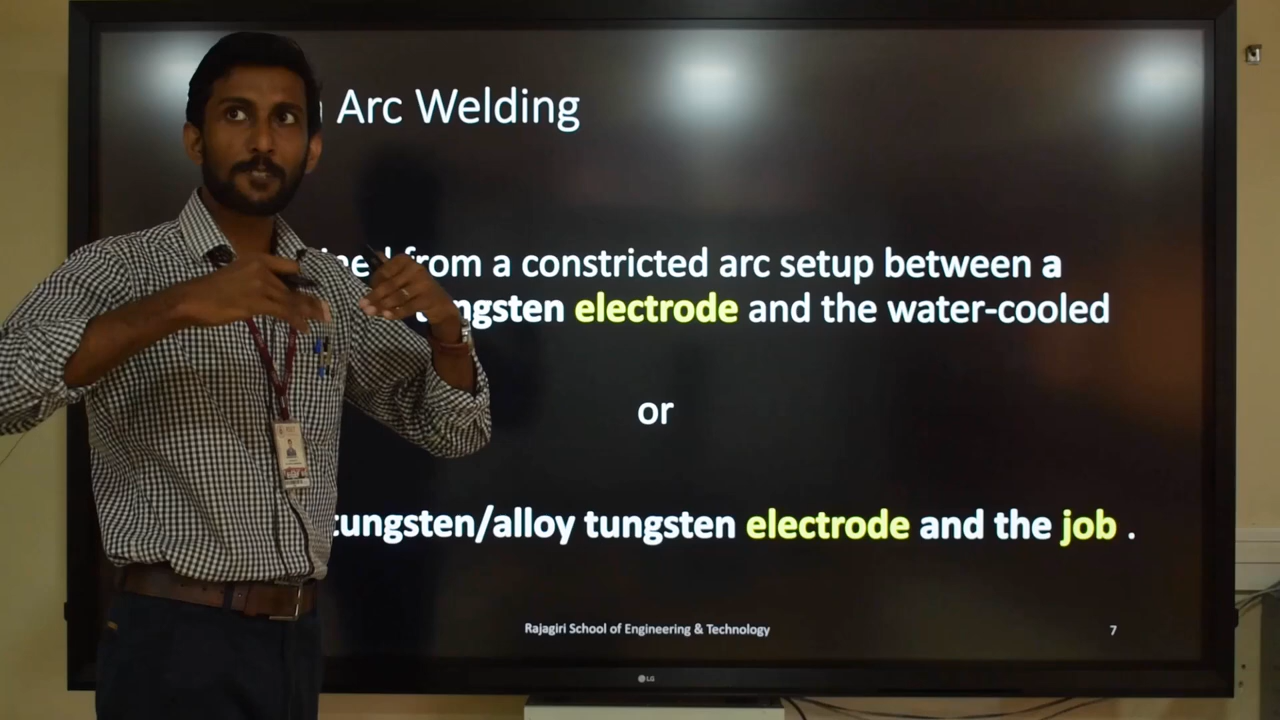 Arc Welding
from a constricted arc setup between a
electrode and the water-cooled
or
tungsten/alloy tungsten electrode and the job .
Rajagiri School of Engineering & Technology
7
LG